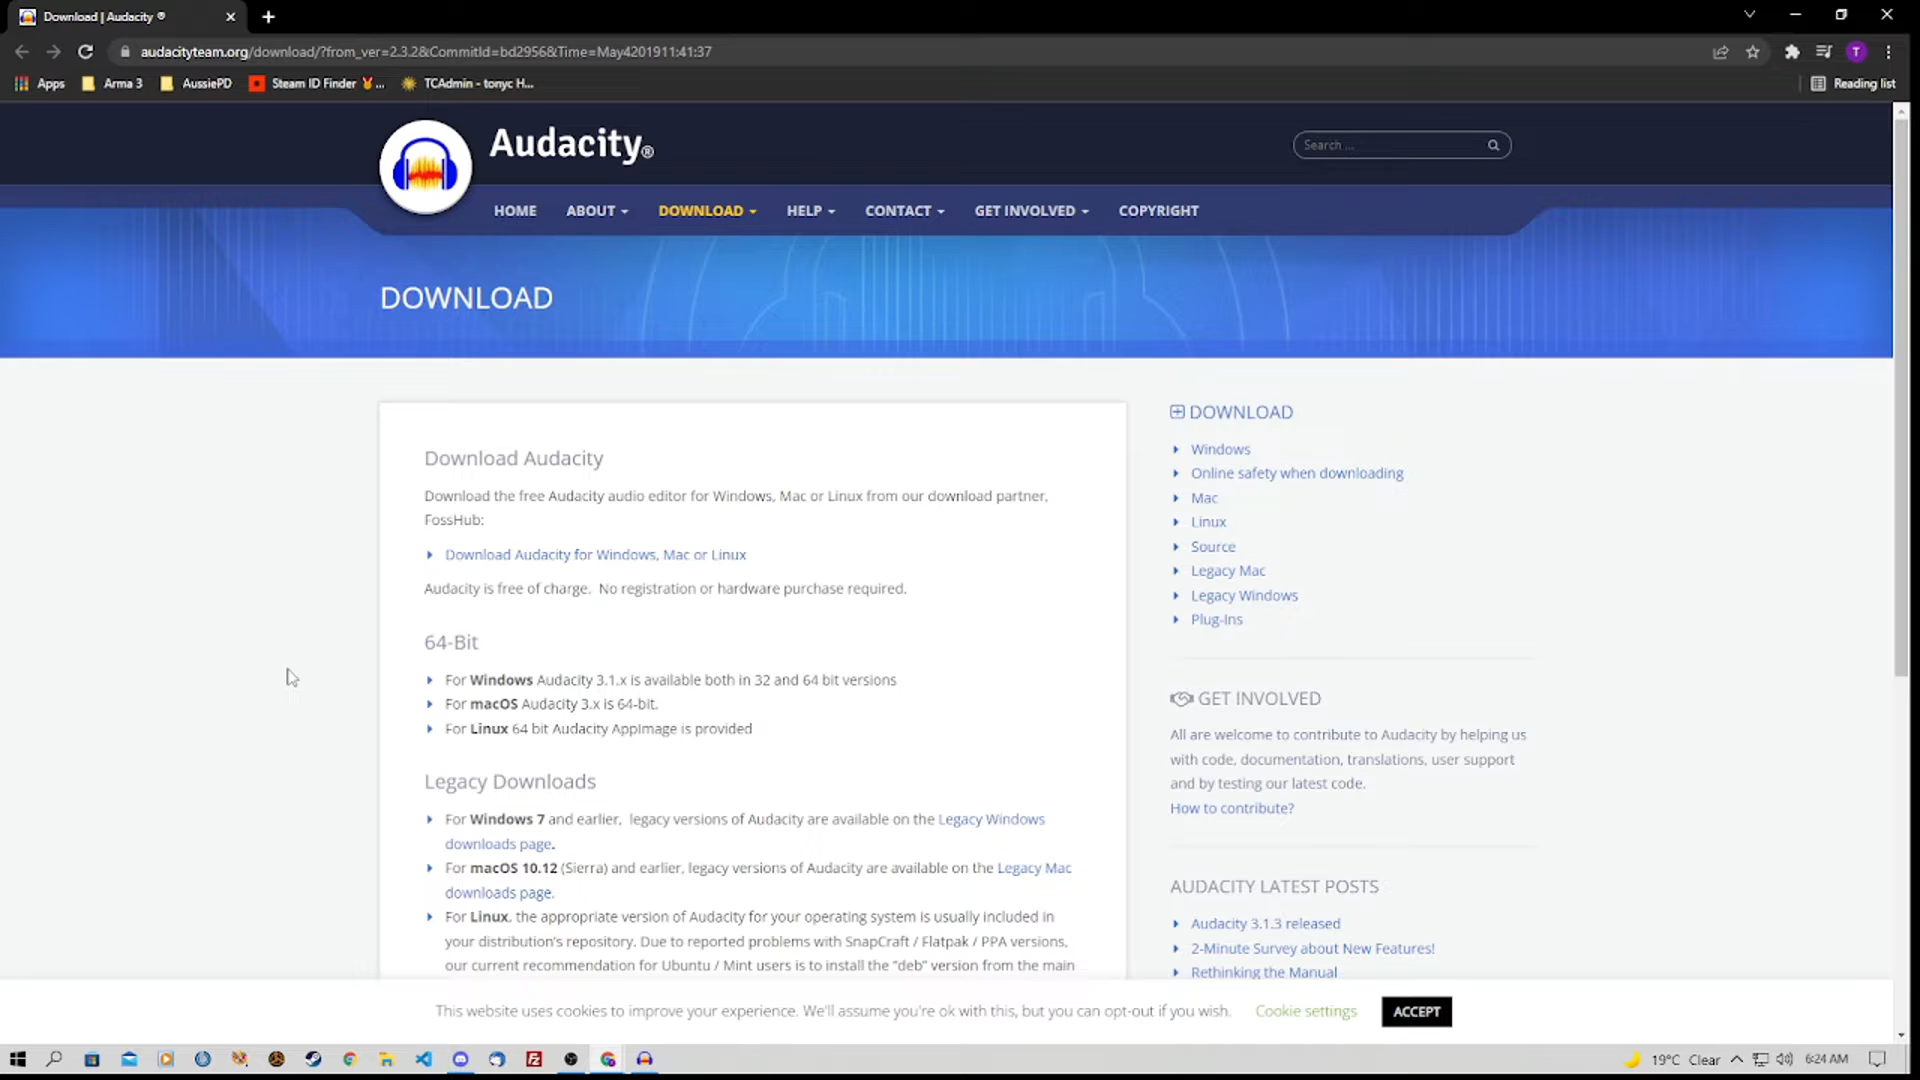 Download | Audacity ®
audacityteam.org/download/?from_ver=2.3.2&CommitId=bd2956&Time=May4201911:41:37
Apps
Arma 3
AussiePD
Steam ID Finder 🏅...
TCAdmin - tonyc H...
Reading list
T
Audacity®
Search ...
HOME
ABOUT
DOWNLOAD
HELP
CONTACT
GET INVOLVED
COPYRIGHT
DOWNLOAD
Download Audacity
Download the free Audacity audio editor for Windows, Mac or Linux from our download partner,
FossHub:
Download Audacity for Windows, Mac or Linux
Audacity is free of charge.  No registration or hardware purchase required.
64-Bit
For Windows Audacity 3.1.x is available both in 32 and 64 bit versions
For macOS Audacity 3.x is 64-bit.
For Linux 64 bit Audacity AppImage is provided
Legacy Downloads
For Windows 7 and earlier,  legacy versions of Audacity are available on the Legacy Windows
downloads page.
For macOS 10.12 (Sierra) and earlier, legacy versions of Audacity are available on the Legacy Mac
downloads page.
For Linux, the appropriate version of Audacity for your operating system is usually included in
your distribution's repository. Due to reported problems with SnapCraft / Flatpak / PPA versions,
our current recommendation for Ubuntu / Mint users is to install the “deb” version from the main
DOWNLOAD
Windows
Online safety when downloading
Mac
Linux
Source
Legacy Mac
Legacy Windows
Plug-Ins
GET INVOLVED
All are welcome to contribute to Audacity by helping us
with code, documentation, translations, user support
and by testing our latest code.
How to contribute?
AUDACITY LATEST POSTS
Audacity 3.1.3 released
2-Minute Survey about New Features!
Rethinking the Manual
This website uses cookies to improve your experience. We'll assume you're ok with this, but you can opt-out if you wish.
Cookie settings
ACCEPT
19°C Clear
6:24 AM